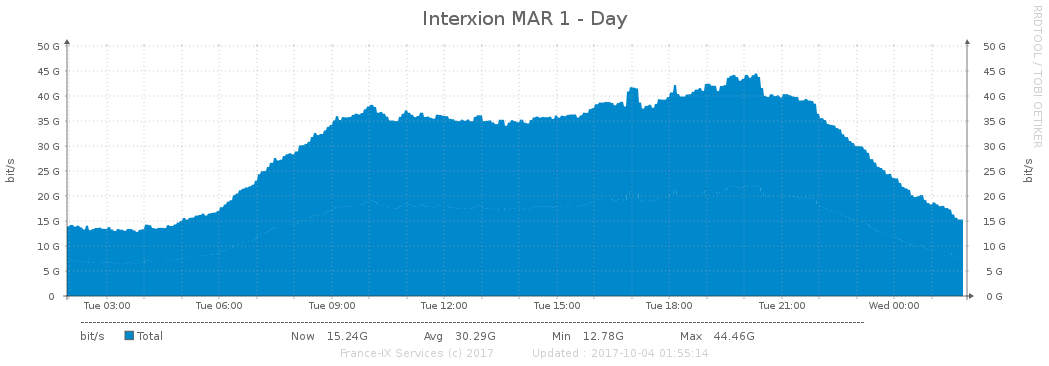 Interxion MAR 1 - Day
RRDTOOL / TOBI OETIKER
50 G 50 G
45 G 45 G
40 G 40 G
35 G 35 G
30 G 30 G
25 G 25 G
20 G 20 G
15 G 15 G
10 G 10 G
5 G 5 G
0 0 G
bit/s bit/s
Tue 03:00 Tue 06:00 Tue 09:00 Tue 12:00 Tue 15:00 Tue 18:00 Tue 21:00 Wed 00:00
bit/s Total Now 15.24G Avg 30.29G Min 12.78G Max 44.46G
France-IX Services (c) 2017 Updated : 2017-10-04 01:55:14